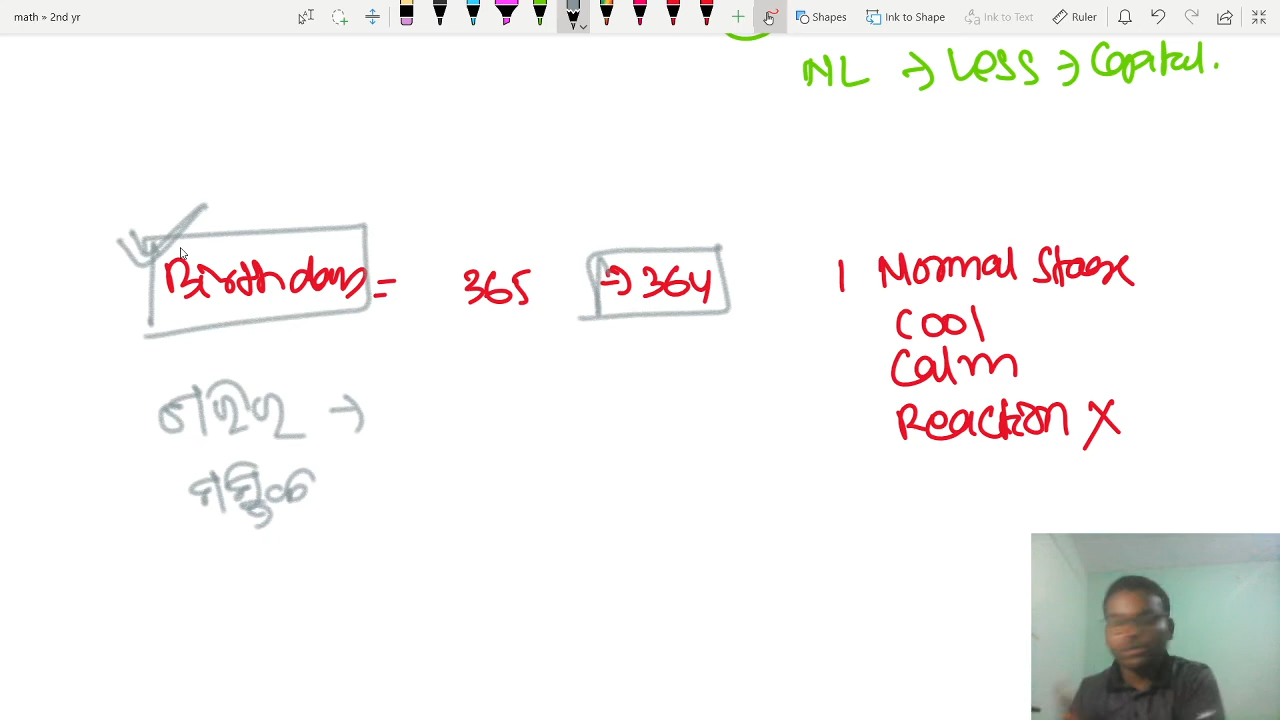 math » 2nd yr
Shapes Ink to Shape Ink to Text Ruler
NL → Less → Capital.
Birthday = 365 → 364
1 Normal Stage
Cool
Calm
Reaction X